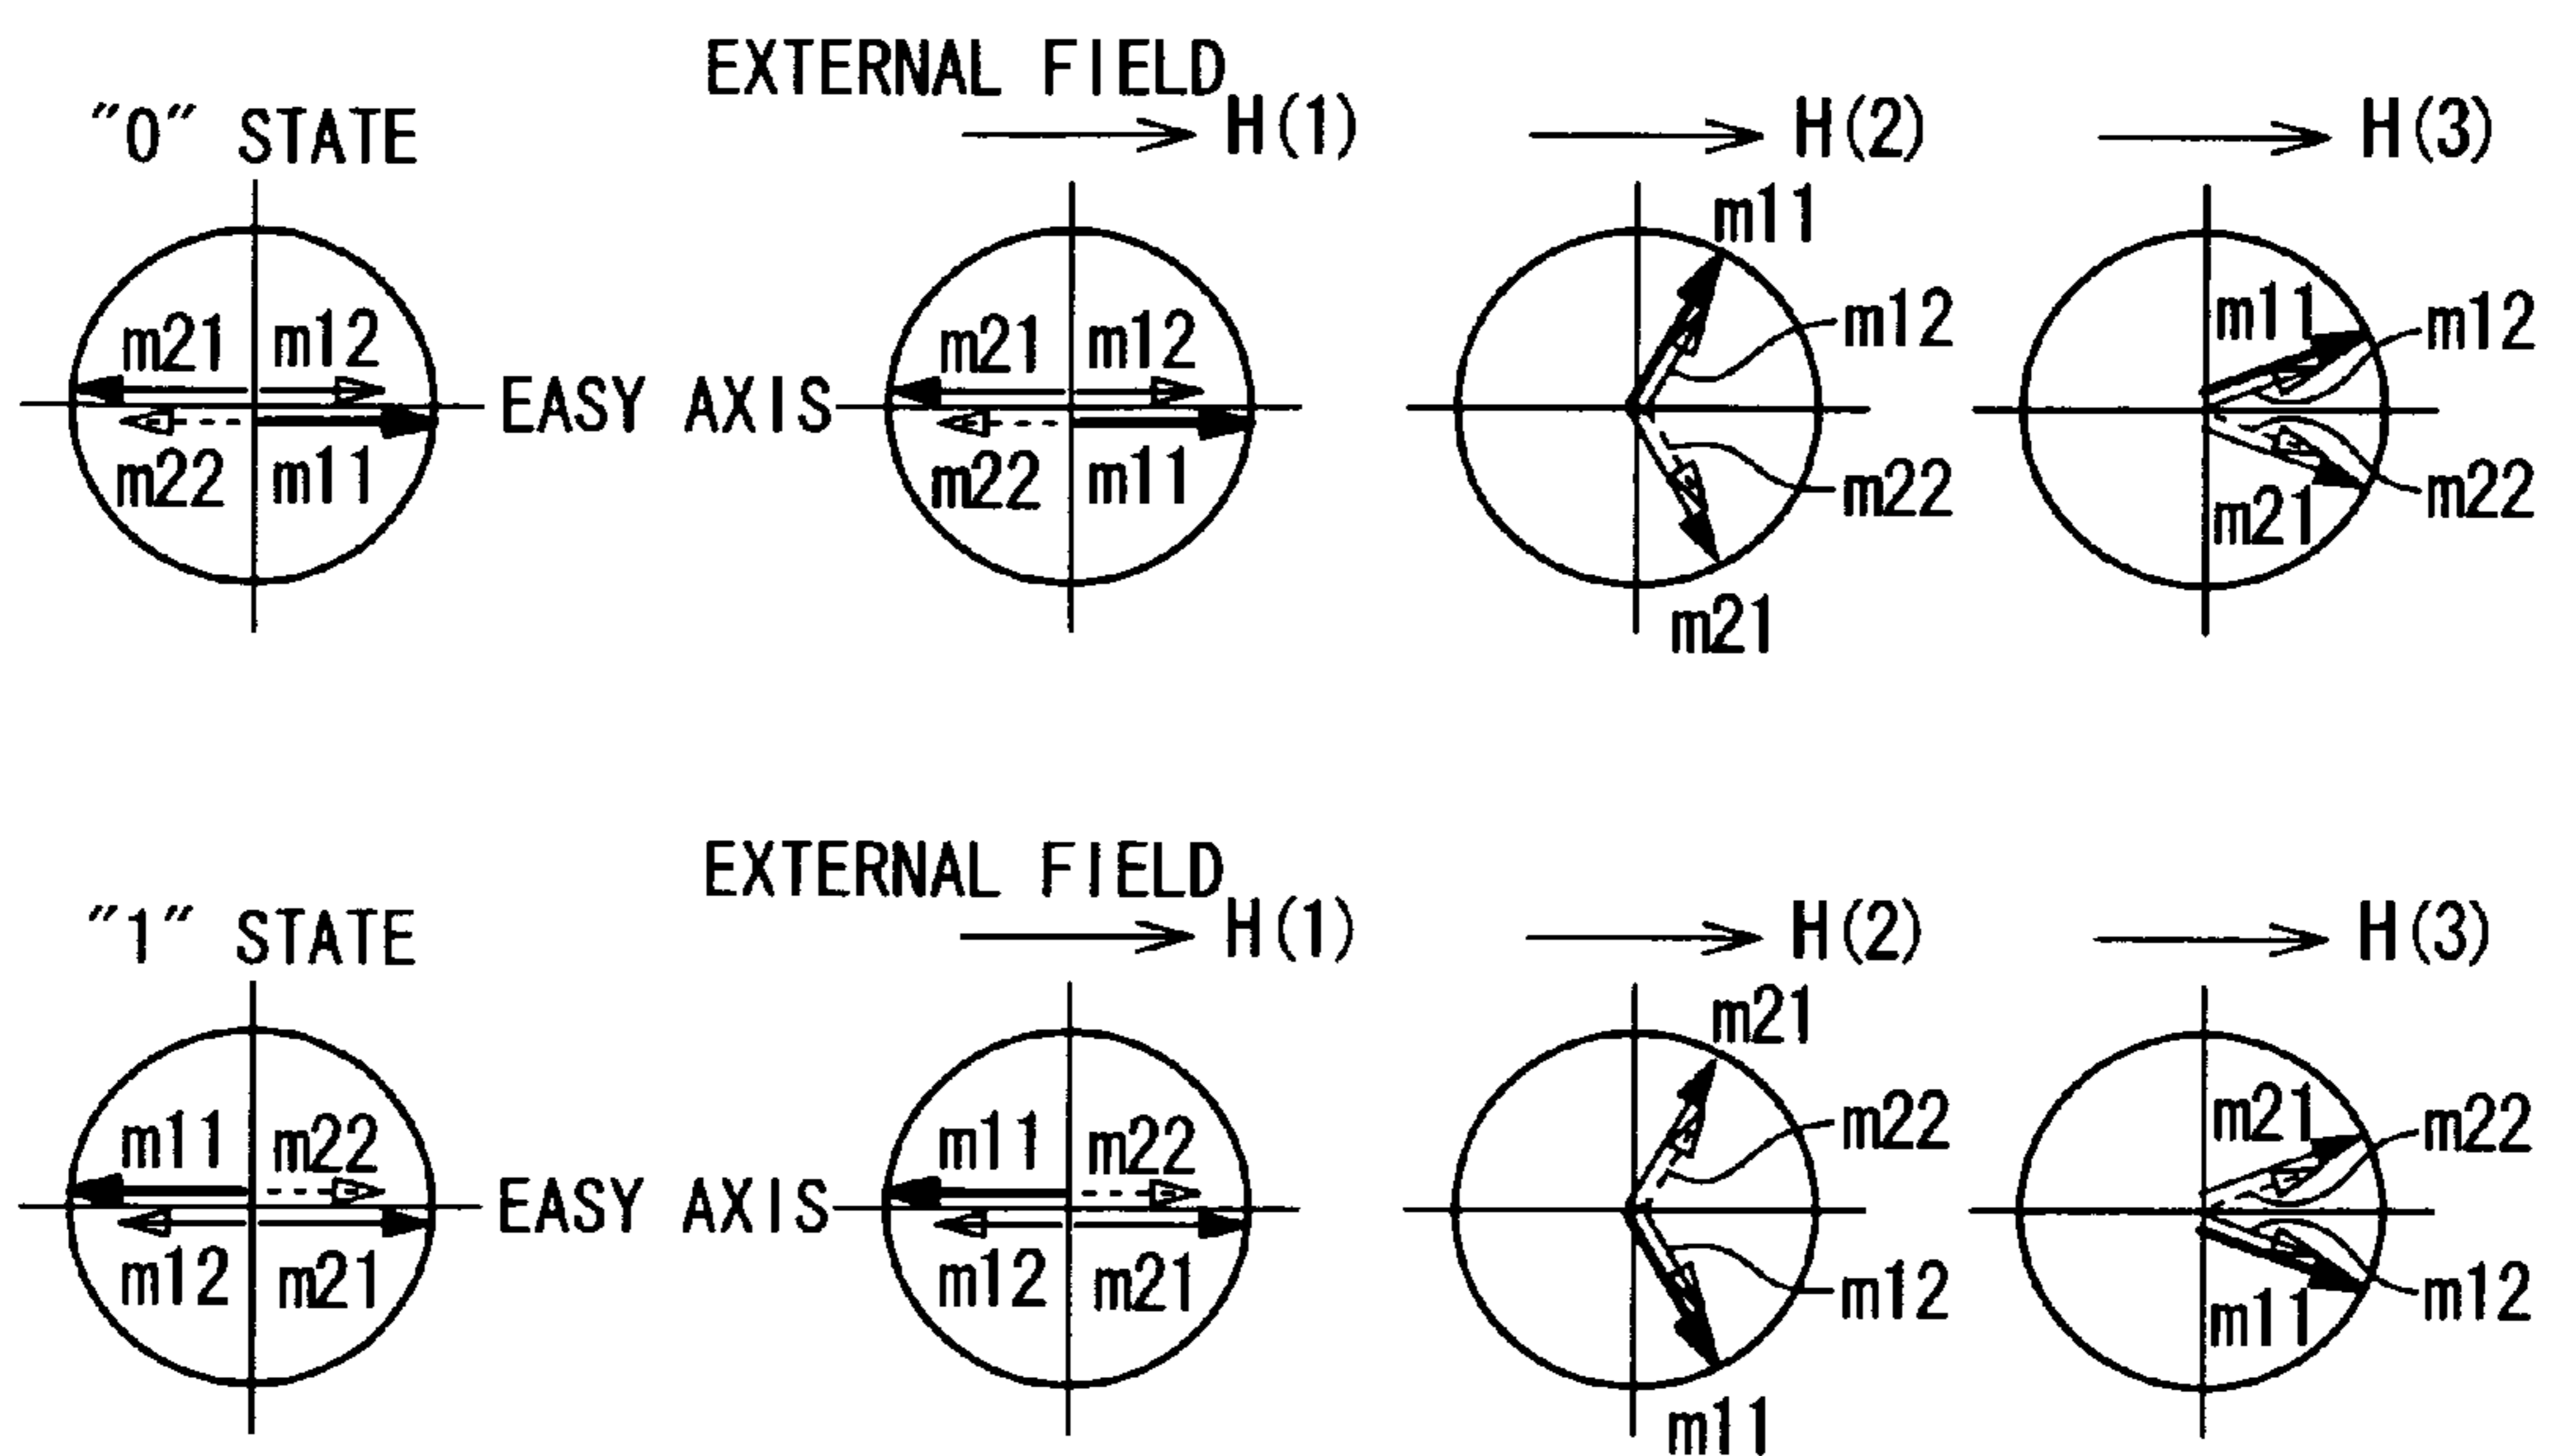 EXTERNAL FIELD
"0" STATE H(1) H(2) H(3)
m11
m21 m12 m21 m12 m12 m11 m12
EASY AXIS
m22 m11 m22 m11 m22 m21 m22
m21
EXTERNAL FIELD
"1" STATE H(1) H(2) H(3)
m21
m11 m22 m11 m22 m22 m21 m22
EASY AXIS
m12 m21 m12 m21 m12 m11 m12
m11